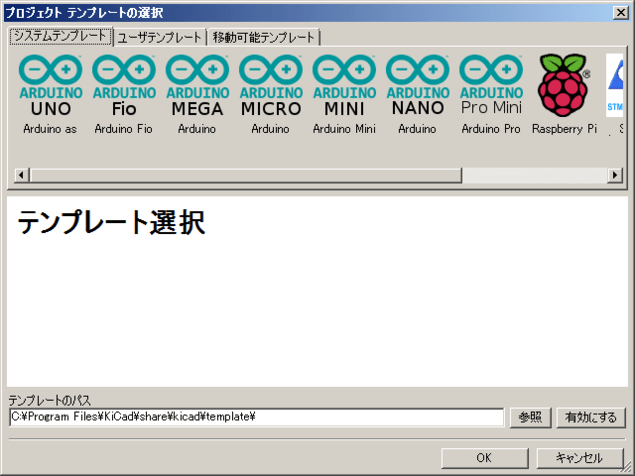 プロジェクト テンプレートの選択
システムテンプレート ユーザテンプレート 移動可能テンプレート
ARDUINO ARDUINO ARDUINO ARDUINO ARDUINO ARDUINO ARDUINO
UNO Fio MEGA MICRO MINI NANO Pro Mini STM
Arduino as Arduino Fio Arduino Arduino Arduino Mini Arduino Arduino Pro Raspberry Pi S
テンプレート選択
テンプレートのパス
C:¥Program Files¥KiCad¥share¥kicad¥template¥ 参照 有効にする
OK キャンセル